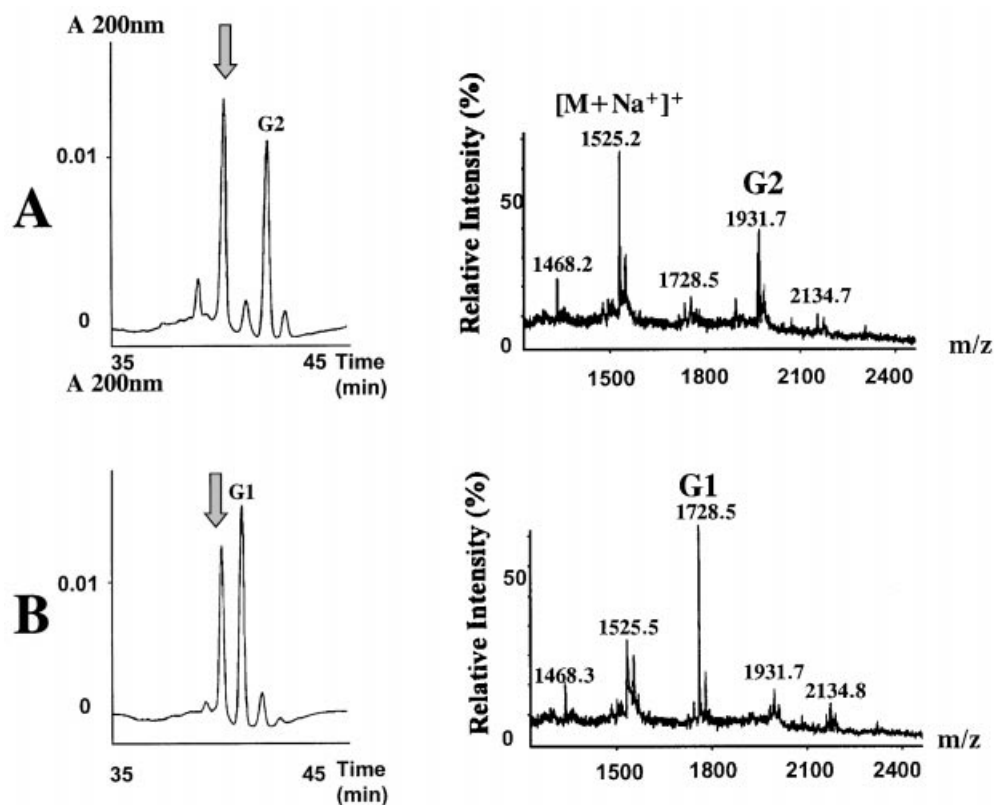 A 200nm
G2
0.01
A
0
35
45 Time
(min)
Relative Intensity (%)
[M+Na⁺]⁺
1525.2
50
G2
1931.7
1468.2
1728.5
2134.7
0
1500
1800
2100
2400
m/z
A 200nm
G1
0.01
B
0
35
45 Time
(min)
Relative Intensity (%)
G1
1728.5
50
1525.5
1468.3
1931.7
2134.8
0
1500
1800
2100
2400
m/z